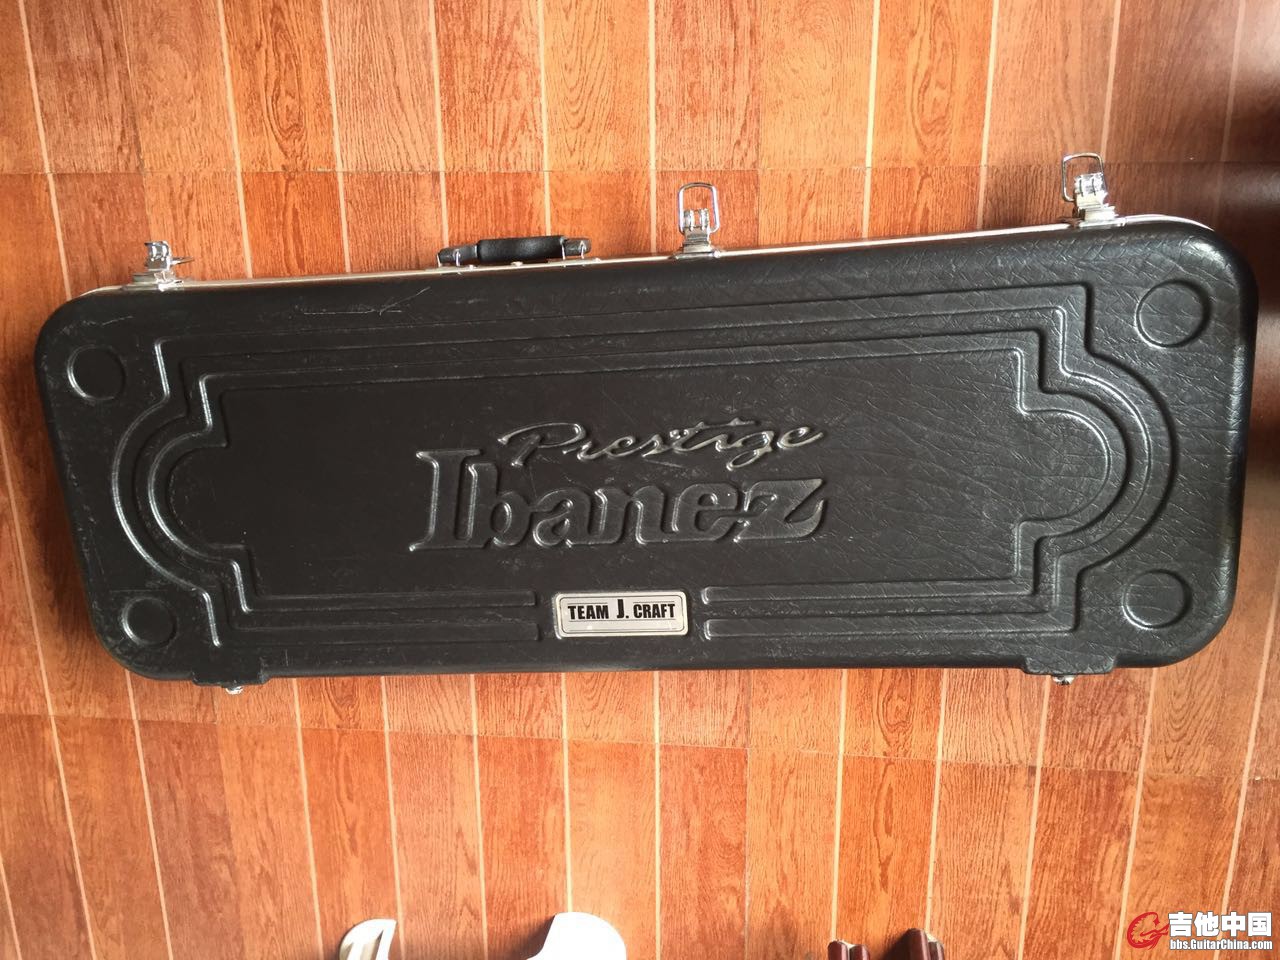 Prestige
Ibanez
TEAM J. CRAFT
吉他中国
bbs.GuitarChina.com